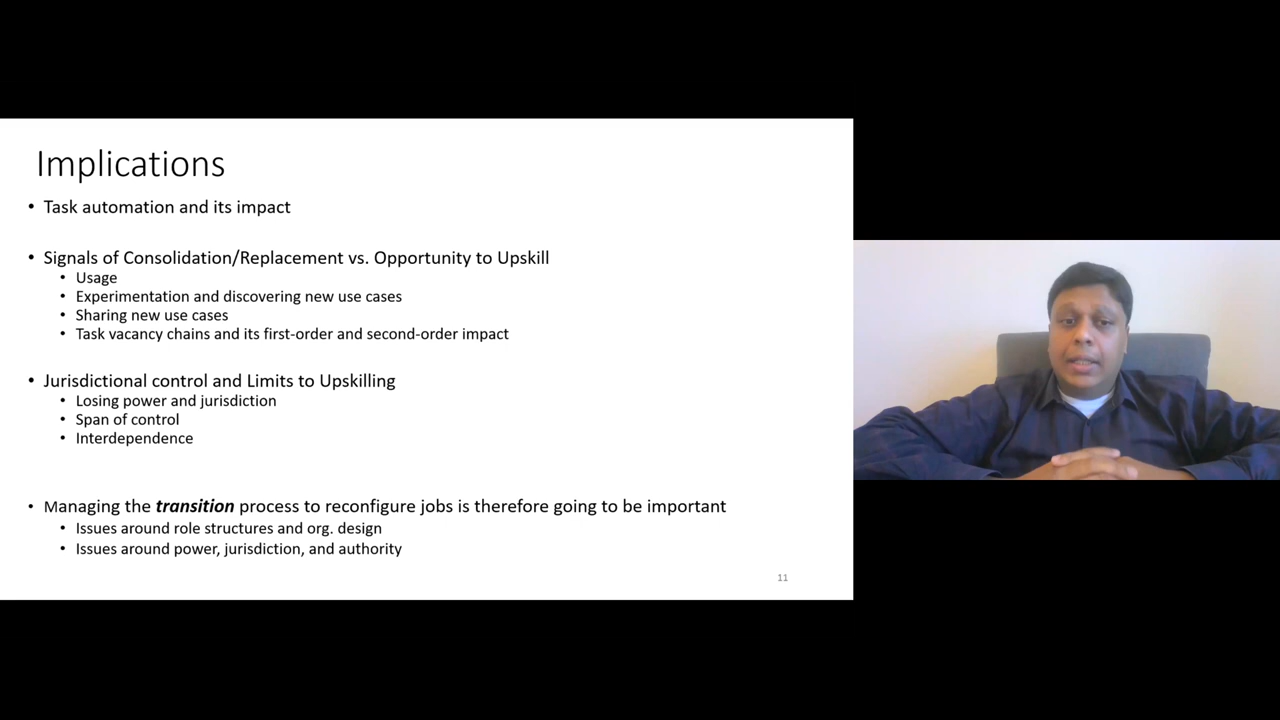 Implications
• Task automation and its impact
• Signals of Consolidation/Replacement vs. Opportunity to Upskill
• Usage
• Experimentation and discovering new use cases
• Sharing new use cases
• Task vacancy chains and its first-order and second-order impact
• Jurisdictional control and Limits to Upskilling
• Losing power and jurisdiction
• Span of control
• Interdependence
• Managing the transition process to reconfigure jobs is therefore going to be important
• Issues around role structures and org. design
• Issues around power, jurisdiction, and authority
11